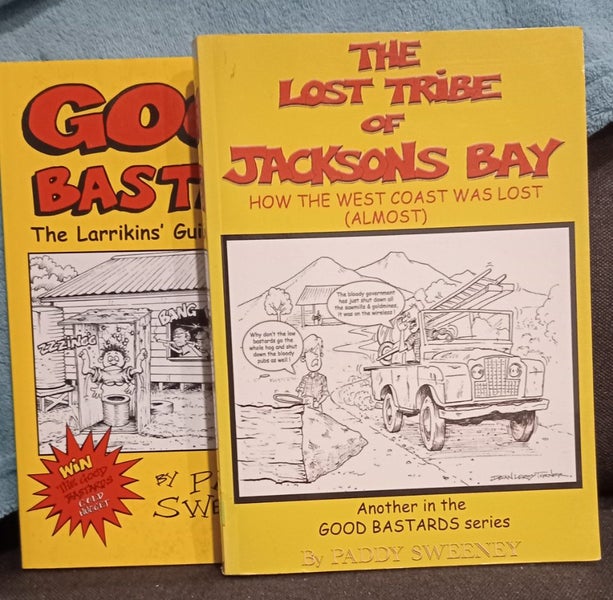 GOO
BAST
The Larrikins' Gui
BANG
ZZZING
WIN
THE GOOD
BASTARDS
GOLD
NUGGET
BY P
SWE
THE
LOST TRIBE
OF
JACKSONS BAY
HOW THE WEST COAST WAS LOST
(ALMOST)
The bloody government
has just shut down all
the sawmills & goldmines,
it was on the wireless!
Why don't the low
bastards go the
whole hog and shut
down the bloody
pubs as well!
Another in the
GOOD BASTARDS series
By PADDY SWEENEY